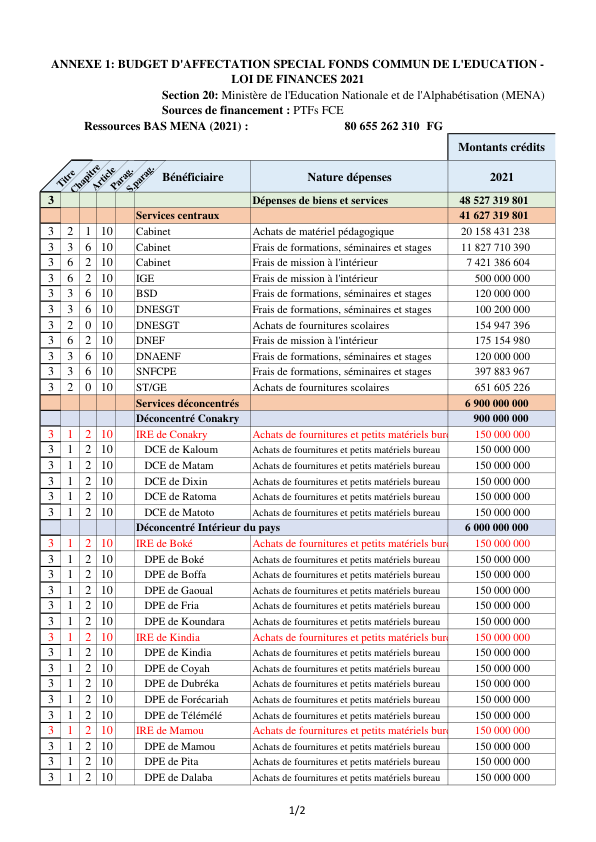 ANNEXE 1: BUDGET D'AFFECTATION SPECIAL FONDS COMMUN DE L'EDUCATION -
LOI DE FINANCES 2021
Section 20: Ministère de l'Education Nationale et de l'Alphabétisation (MENA)
Sources de financement : PTFs FCE
Ressources BAS MENA (2021) : 80 655 262 310 FG
Montants crédits
Titre Chapitre Article Parag. S.parag. Bénéficiaire Nature dépenses 2021
3 Dépenses de biens et services 48 527 319 801
Services centraux 41 627 319 801
3 2 1 10 Cabinet Achats de matériel pédagogique 20 158 431 238
3 3 6 10 Cabinet Frais de formations, séminaires et stages 11 827 710 390
3 6 2 10 Cabinet Frais de mission à l'intérieur 7 421 386 604
3 6 2 10 IGE Frais de mission à l'intérieur 500 000 000
3 3 6 10 BSD Frais de formations, séminaires et stages 120 000 000
3 3 6 10 DNESGT Frais de formations, séminaires et stages 100 200 000
3 2 0 10 DNESGT Achats de fournitures scolaires 154 947 396
3 6 2 10 DNEF Frais de mission à l'intérieur 175 154 980
3 3 6 10 DNAENF Frais de formations, séminaires et stages 120 000 000
3 3 6 10 SNFCPE Frais de formations, séminaires et stages 397 883 967
3 2 0 10 ST/GE Achats de fournitures scolaires 651 605 226
Services déconcentrés 6 900 000 000
Déconcentré Conakry 900 000 000
3 1 2 10 IRE de Conakry Achats de fournitures et petits matériels bure 150 000 000
3 1 2 10 DCE de Kaloum Achats de fournitures et petits matériels bureau 150 000 000
3 1 2 10 DCE de Matam Achats de fournitures et petits matériels bureau 150 000 000
3 1 2 10 DCE de Dixin Achats de fournitures et petits matériels bureau 150 000 000
3 1 2 10 DCE de Ratoma Achats de fournitures et petits matériels bureau 150 000 000
3 1 2 10 DCE de Matoto Achats de fournitures et petits matériels bureau 150 000 000
Déconcentré Intérieur du pays 6 000 000 000
3 1 2 10 IRE de Boké Achats de fournitures et petits matériels bure 150 000 000
3 1 2 10 DPE de Boké Achats de fournitures et petits matériels bureau 150 000 000
3 1 2 10 DPE de Boffa Achats de fournitures et petits matériels bureau 150 000 000
3 1 2 10 DPE de Gaoual Achats de fournitures et petits matériels bureau 150 000 000
3 1 2 10 DPE de Fria Achats de fournitures et petits matériels bureau 150 000 000
3 1 2 10 DPE de Koundara Achats de fournitures et petits matériels bureau 150 000 000
3 1 2 10 IRE de Kindia Achats de fournitures et petits matériels bure 150 000 000
3 1 2 10 DPE de Kindia Achats de fournitures et petits matériels bureau 150 000 000
3 1 2 10 DPE de Coyah Achats de fournitures et petits matériels bureau 150 000 000
3 1 2 10 DPE de Dubréka Achats de fournitures et petits matériels bureau 150 000 000
3 1 2 10 DPE de Forécariah Achats de fournitures et petits matériels bureau 150 000 000
3 1 2 10 DPE de Télémélé Achats de fournitures et petits matériels bureau 150 000 000
3 1 2 10 IRE de Mamou Achats de fournitures et petits matériels bure 150 000 000
3 1 2 10 DPE de Mamou Achats de fournitures et petits matériels bureau 150 000 000
3 1 2 10 DPE de Pita Achats de fournitures et petits matériels bureau 150 000 000
3 1 2 10 DPE de Dalaba Achats de fournitures et petits matériels bureau 150 000 000
1/2